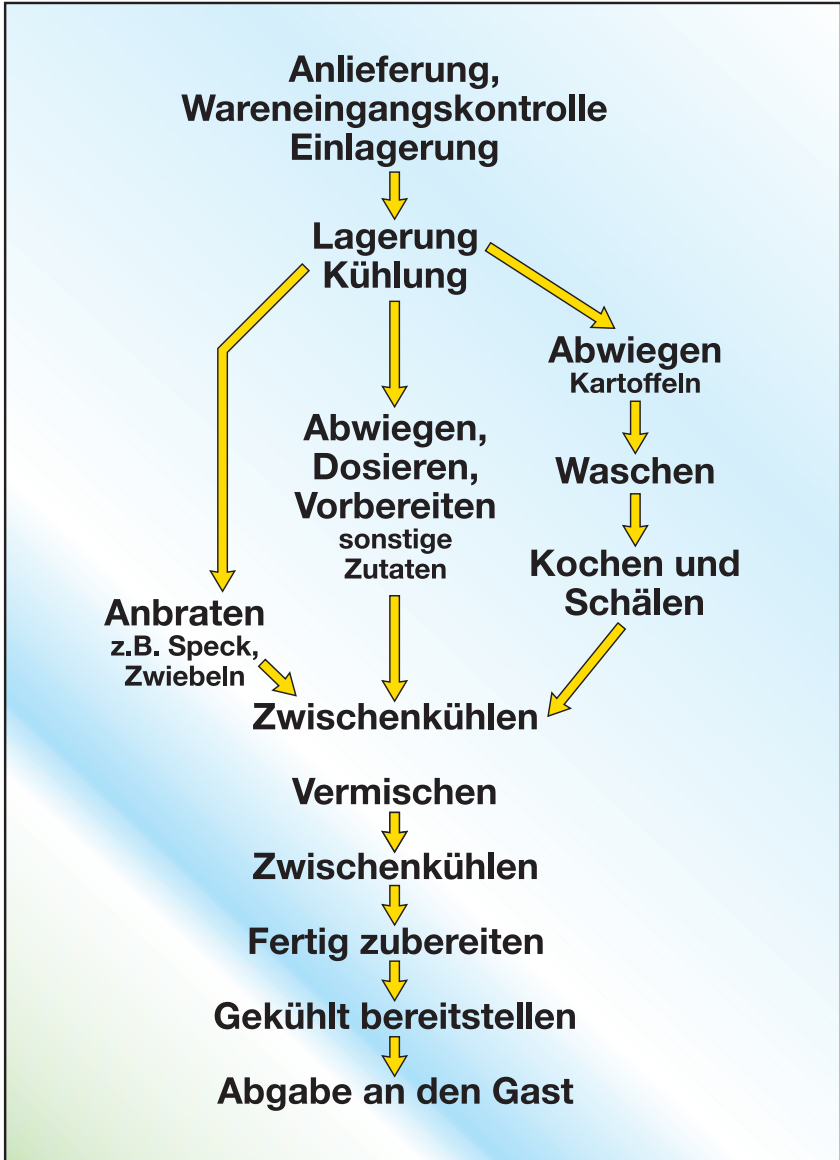 Anlieferung,
Wareneingangskontrolle
Einlagerung
Lagerung
Kühlung
Anbraten
z.B. Speck,
Zwiebeln
Abwiegen,
Dosieren,
Vorbereiten
sonstige
Zutaten
Abwiegen
Kartoffeln
Waschen
Kochen und
Schälen
Zwischenkühlen
Vermischen
Zwischenkühlen
Fertig zubereiten
Gekühlt bereitstellen
Abgabe an den Gast